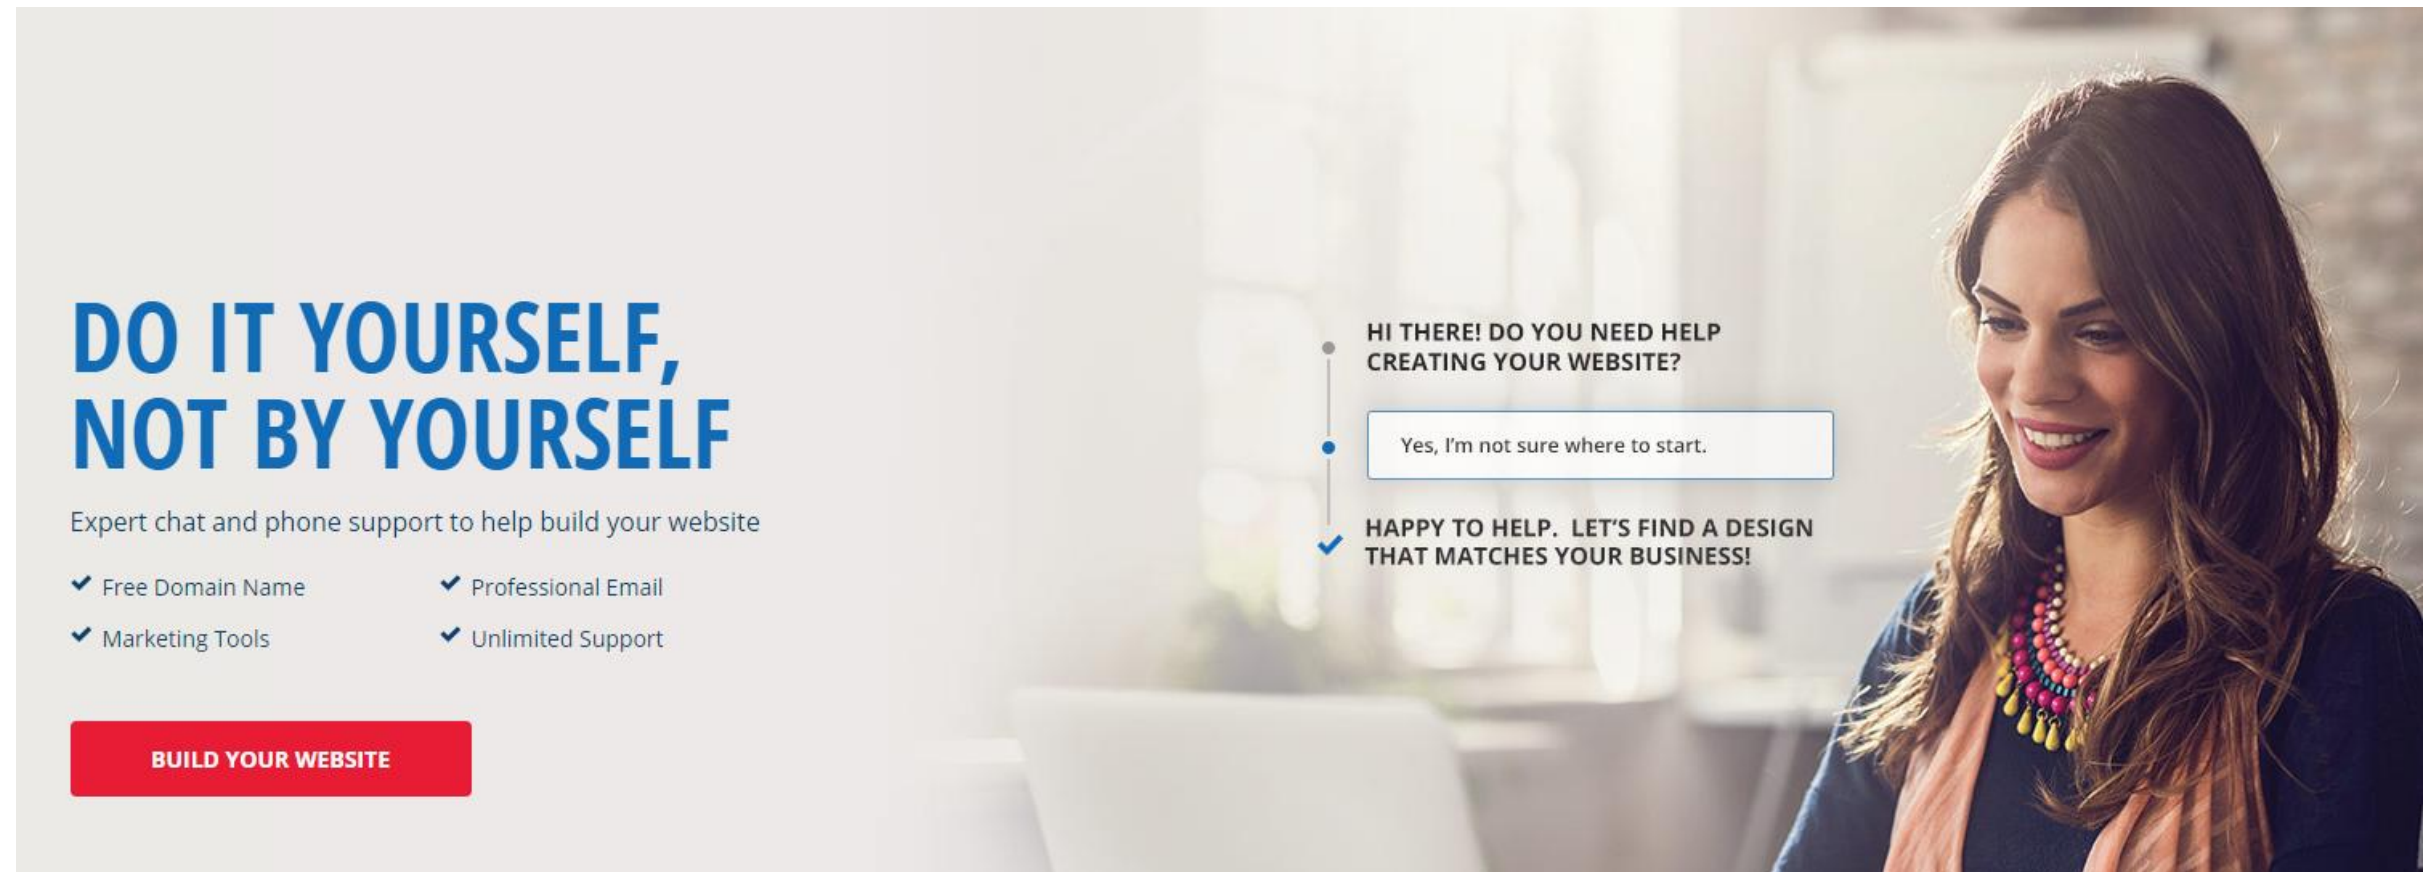 DO IT YOURSELF,
NOT BY YOURSELF
Expert chat and phone support to help build your website
Free Domain Name
Professional Email
Marketing Tools
Unlimited Support
BUILD YOUR WEBSITE
HI THERE! DO YOU NEED HELP
CREATING YOUR WEBSITE?
Yes, I'm not sure where to start.
HAPPY TO HELP.  LET'S FIND A DESIGN
THAT MATCHES YOUR BUSINESS!